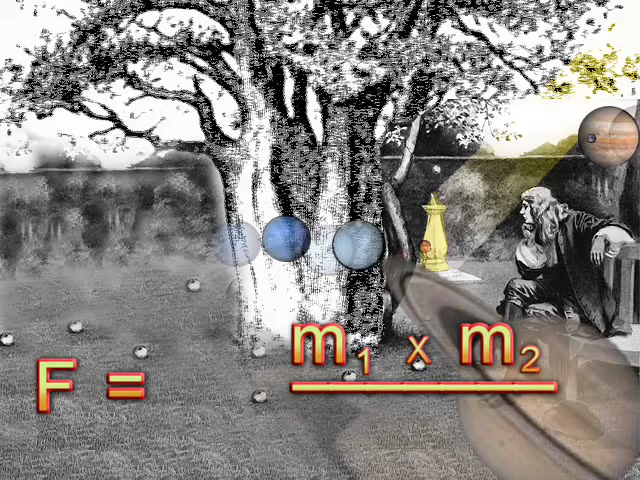 m₁ x m₂
F =